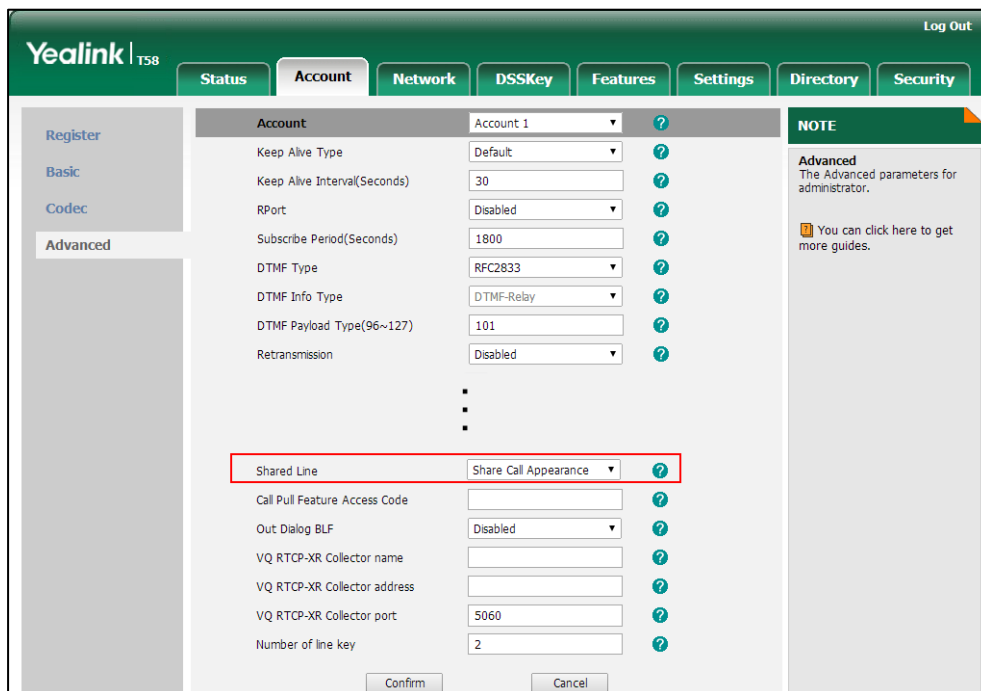 Log Out
Yealink T58
Status Account Network DSSKey Features Settings Directory Security
Register
Basic
Codec
Advanced
Account Account 1 ?
Keep Alive Type Default ?
Keep Alive Interval(Seconds) 30 ?
RPort Disabled ?
Subscribe Period(Seconds) 1800 ?
DTMF Type RFC2833 ?
DTMF Info Type DTMF-Relay ?
DTMF Payload Type(96~127) 101 ?
Retransmission Disabled ?
Shared Line Share Call Appearance ?
Call Pull Feature Access Code ?
Out Dialog BLF Disabled ?
VQ RTCP-XR Collector name ?
VQ RTCP-XR Collector address ?
VQ RTCP-XR Collector port 5060 ?
Number of line key 2 ?
Confirm Cancel
NOTE
Advanced
The Advanced parameters for
administrator.
? You can click here to get
more guides.